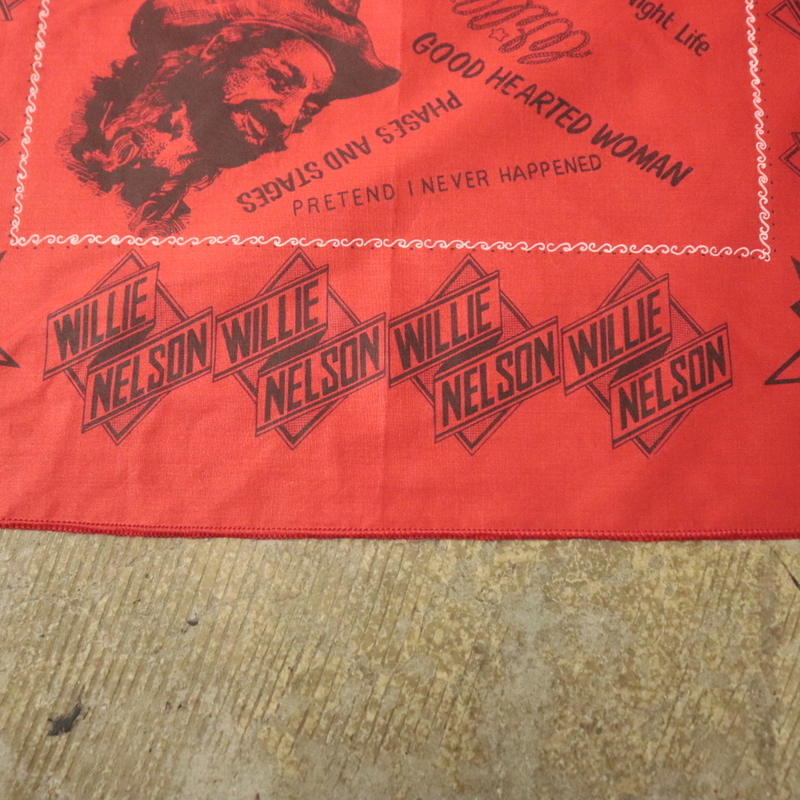 Night Life
GOOD HEARTED WOMAN
PHASES AND STAGES
PRETEND I NEVER HAPPENED
WILLIE NELSON
WILLIE NELSON
WILLIE NELSON
WILLIE NELSON